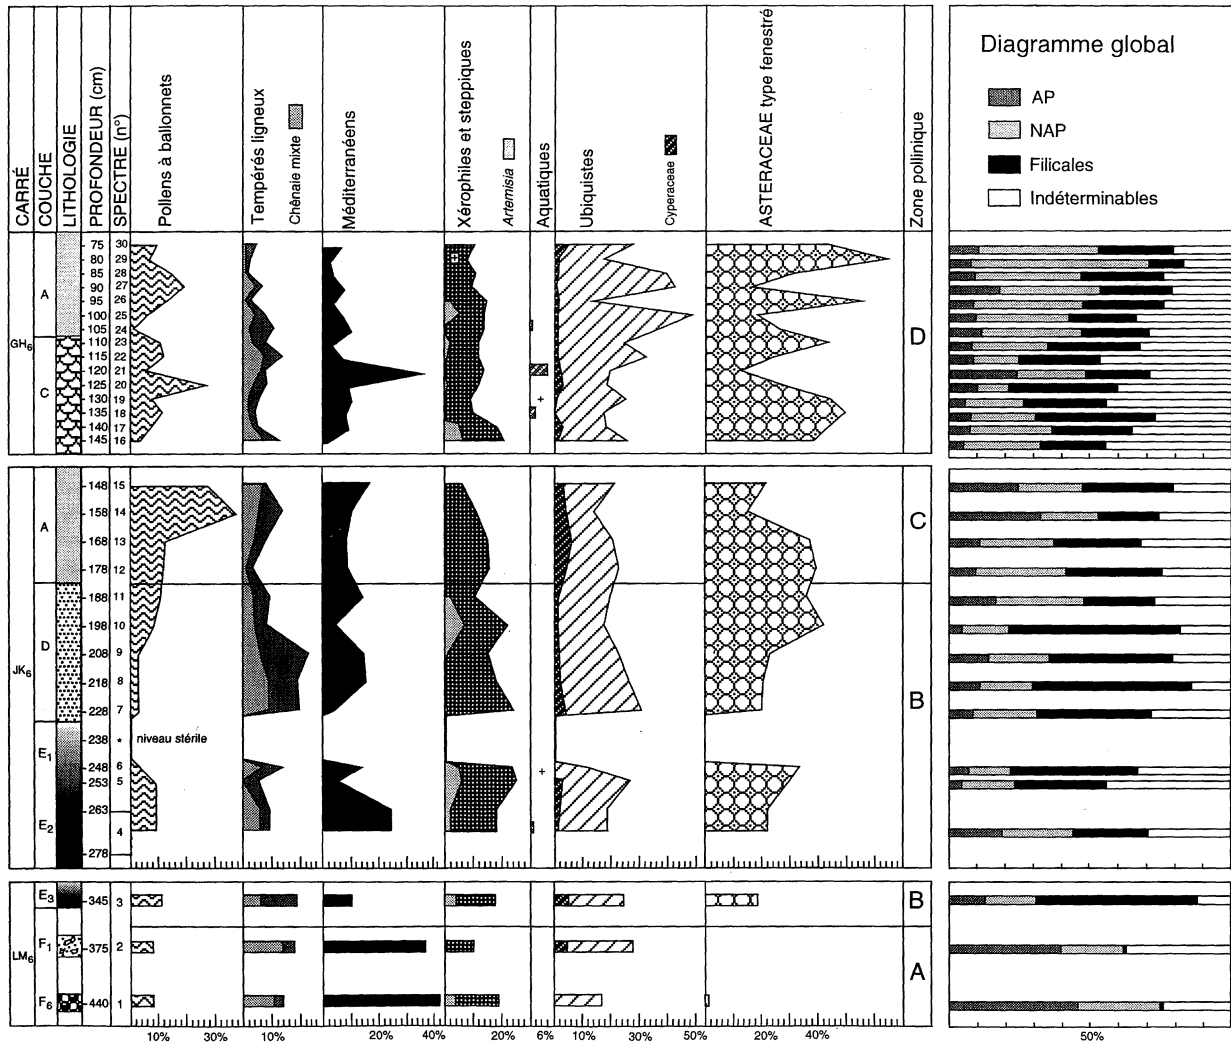 CARRÉ
COUCHE
LITHOLOGIE
PROFONDEUR (cm)
SPECTRE (n°)
Pollens à ballonnets
Tempérés ligneux
Chênaie mixte
Méditerranéens
Xérophiles et steppiques
Artemisia
Aquatiques
Ubiquistes
Cyperaceae
ASTERACEAE type fenestré
Zone pollinique
Diagramme global
AP
NAP
Filicales
Indéterminables
GH6
A
C
75 30
80 29
85 28
90 27
95 26
100 25
105 24
110 23
115 22
120 21
125 20
130 19
135 18
140 17
145 16
+
+
D
JK6
A
D
E1
E2
148 15
158 14
168 13
178 12
188 11
198 10
208 9
218 8
228 7
238 * niveau stérile
248 6
253 5
263
4
278
+
C
B
LM6
E3 345 3
F1 375 2
F6 440 1
B
A
10% 30% 10% 20% 40% 10% 20% 6% 10% 30% 50% 20% 40% 50%